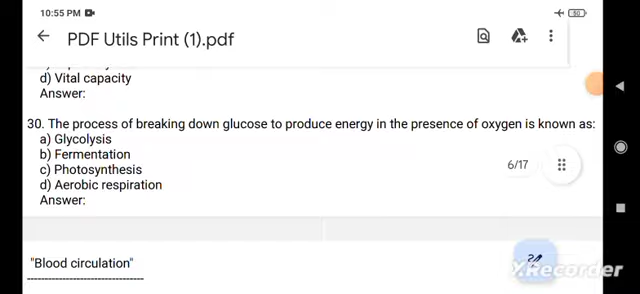 10:55 PM
50
PDF Utils Print (1).pdf
d) Vital capacity
Answer:
30. The process of breaking down glucose to produce energy in the presence of oxygen is known as:
a) Glycolysis
b) Fermentation
c) Photosynthesis
d) Aerobic respiration
Answer:
6/17
"Blood circulation"
--------------------------------
XRecorder